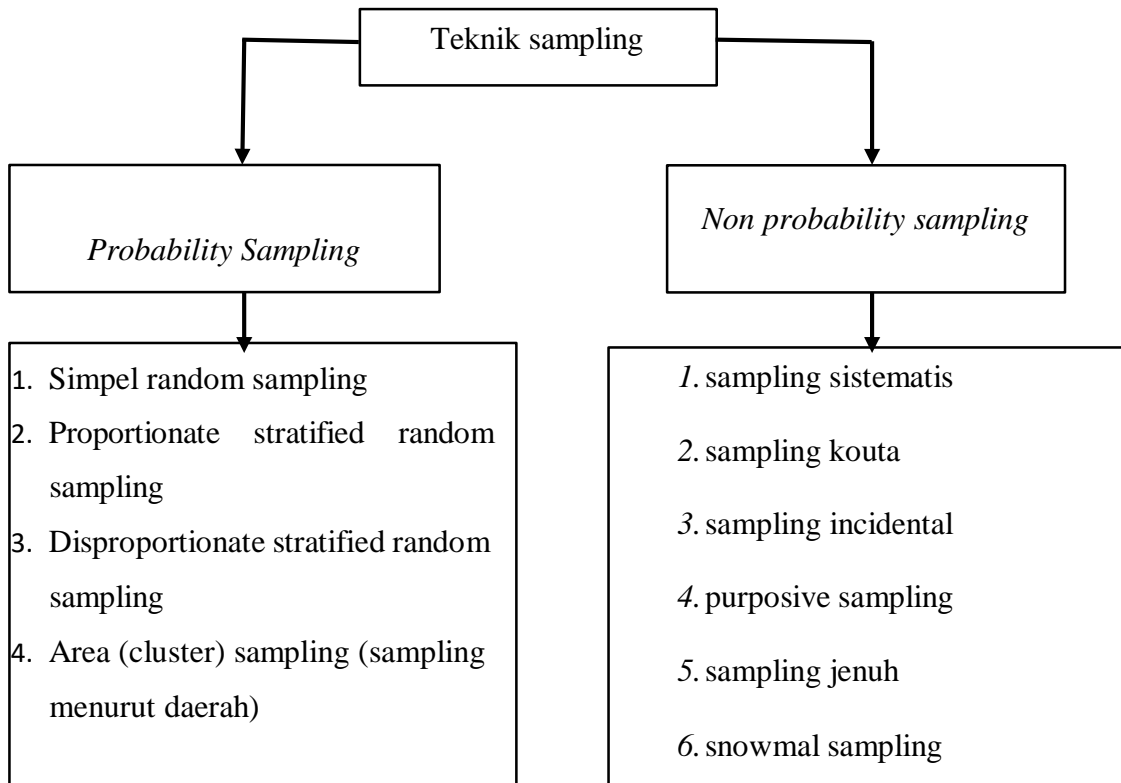 Teknik sampling
Probability Sampling
Non probability sampling
1. Simpel random sampling
2. Proportionate stratified random
sampling
3. Disproportionate stratified random
sampling
4. Area (cluster) sampling (sampling
menurut daerah)
1. sampling sistematis
2. sampling kouta
3. sampling incidental
4. purposive sampling
5. sampling jenuh
6. snowmal sampling